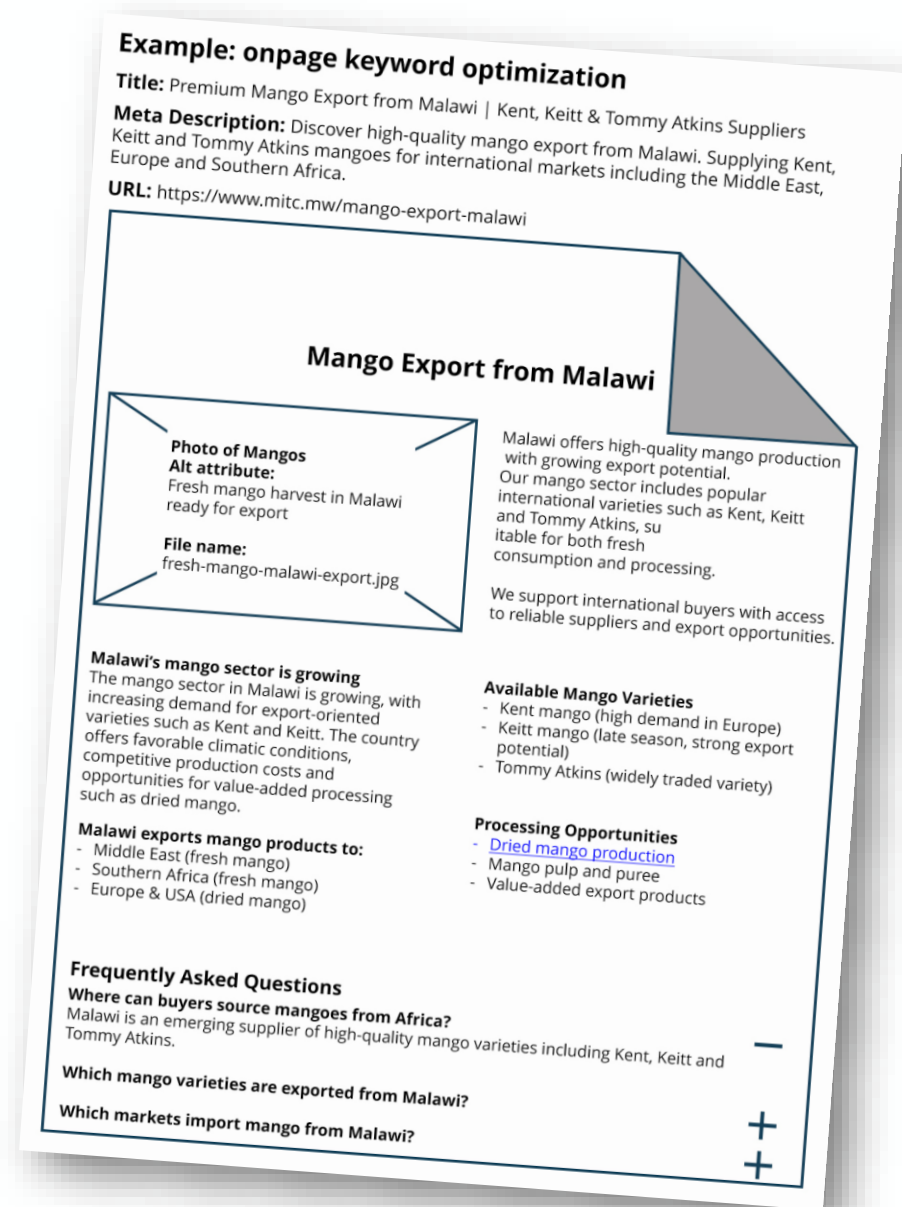 Example: onpage keyword optimization
Title: Premium Mango Export from Malawi | Kent, Keitt & Tommy Atkins Suppliers
Meta Description: Discover high-quality mango export from Malawi. Supplying Kent,
Keitt and Tommy Atkins mangoes for international markets including the Middle East,
Europe and Southern Africa.
URL: https://www.mitc.mw/mango-export-malawi
Mango Export from Malawi
Photo of Mangos
Alt attribute:
Fresh mango harvest in Malawi
ready for export
File name:
fresh-mango-malawi-export.jpg
Malawi offers high-quality mango production
with growing export potential.
Our mango sector includes popular
international varieties such as Kent, Keitt
and Tommy Atkins, su
itable for both fresh
consumption and processing.
We support international buyers with access
to reliable suppliers and export opportunities.
Malawi's mango sector is growing
The mango sector in Malawi is growing, with
increasing demand for export-oriented
varieties such as Kent and Keitt. The country
offers favorable climatic conditions,
competitive production costs and
opportunities for value-added processing
such as dried mango.
Malawi exports mango products to:
- Middle East (fresh mango)
- Southern Africa (fresh mango)
- Europe & USA (dried mango)
Available Mango Varieties
- Kent mango (high demand in Europe)
- Keitt mango (late season, strong export
potential)
- Tommy Atkins (widely traded variety)
Processing Opportunities
- Dried mango production
- Mango pulp and puree
- Value-added export products
Frequently Asked Questions
Where can buyers source mangoes from Africa?
Malawi is an emerging supplier of high-quality mango varieties including Kent, Keitt and
Tommy Atkins.
Which mango varieties are exported from Malawi?
Which markets import mango from Malawi?